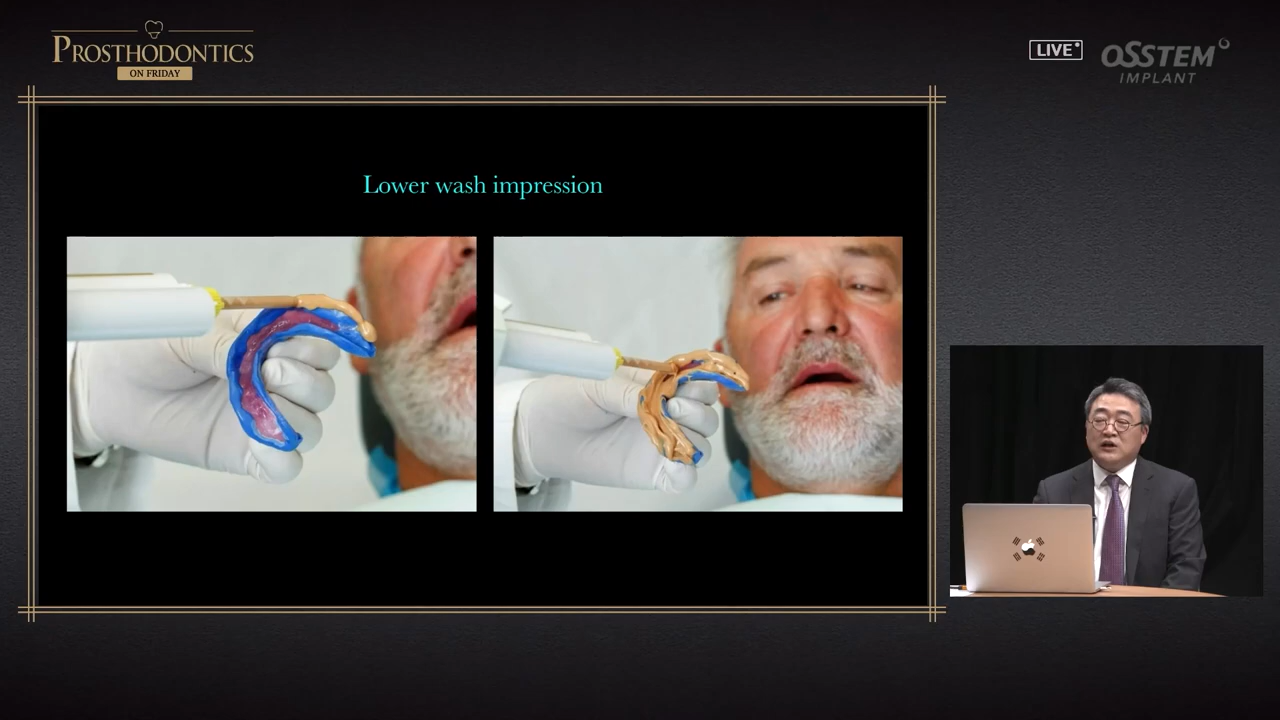 PROSTHODONTICS
ON FRIDAY
LIVE
OSSTEM
IMPLANT
Lower wash impression